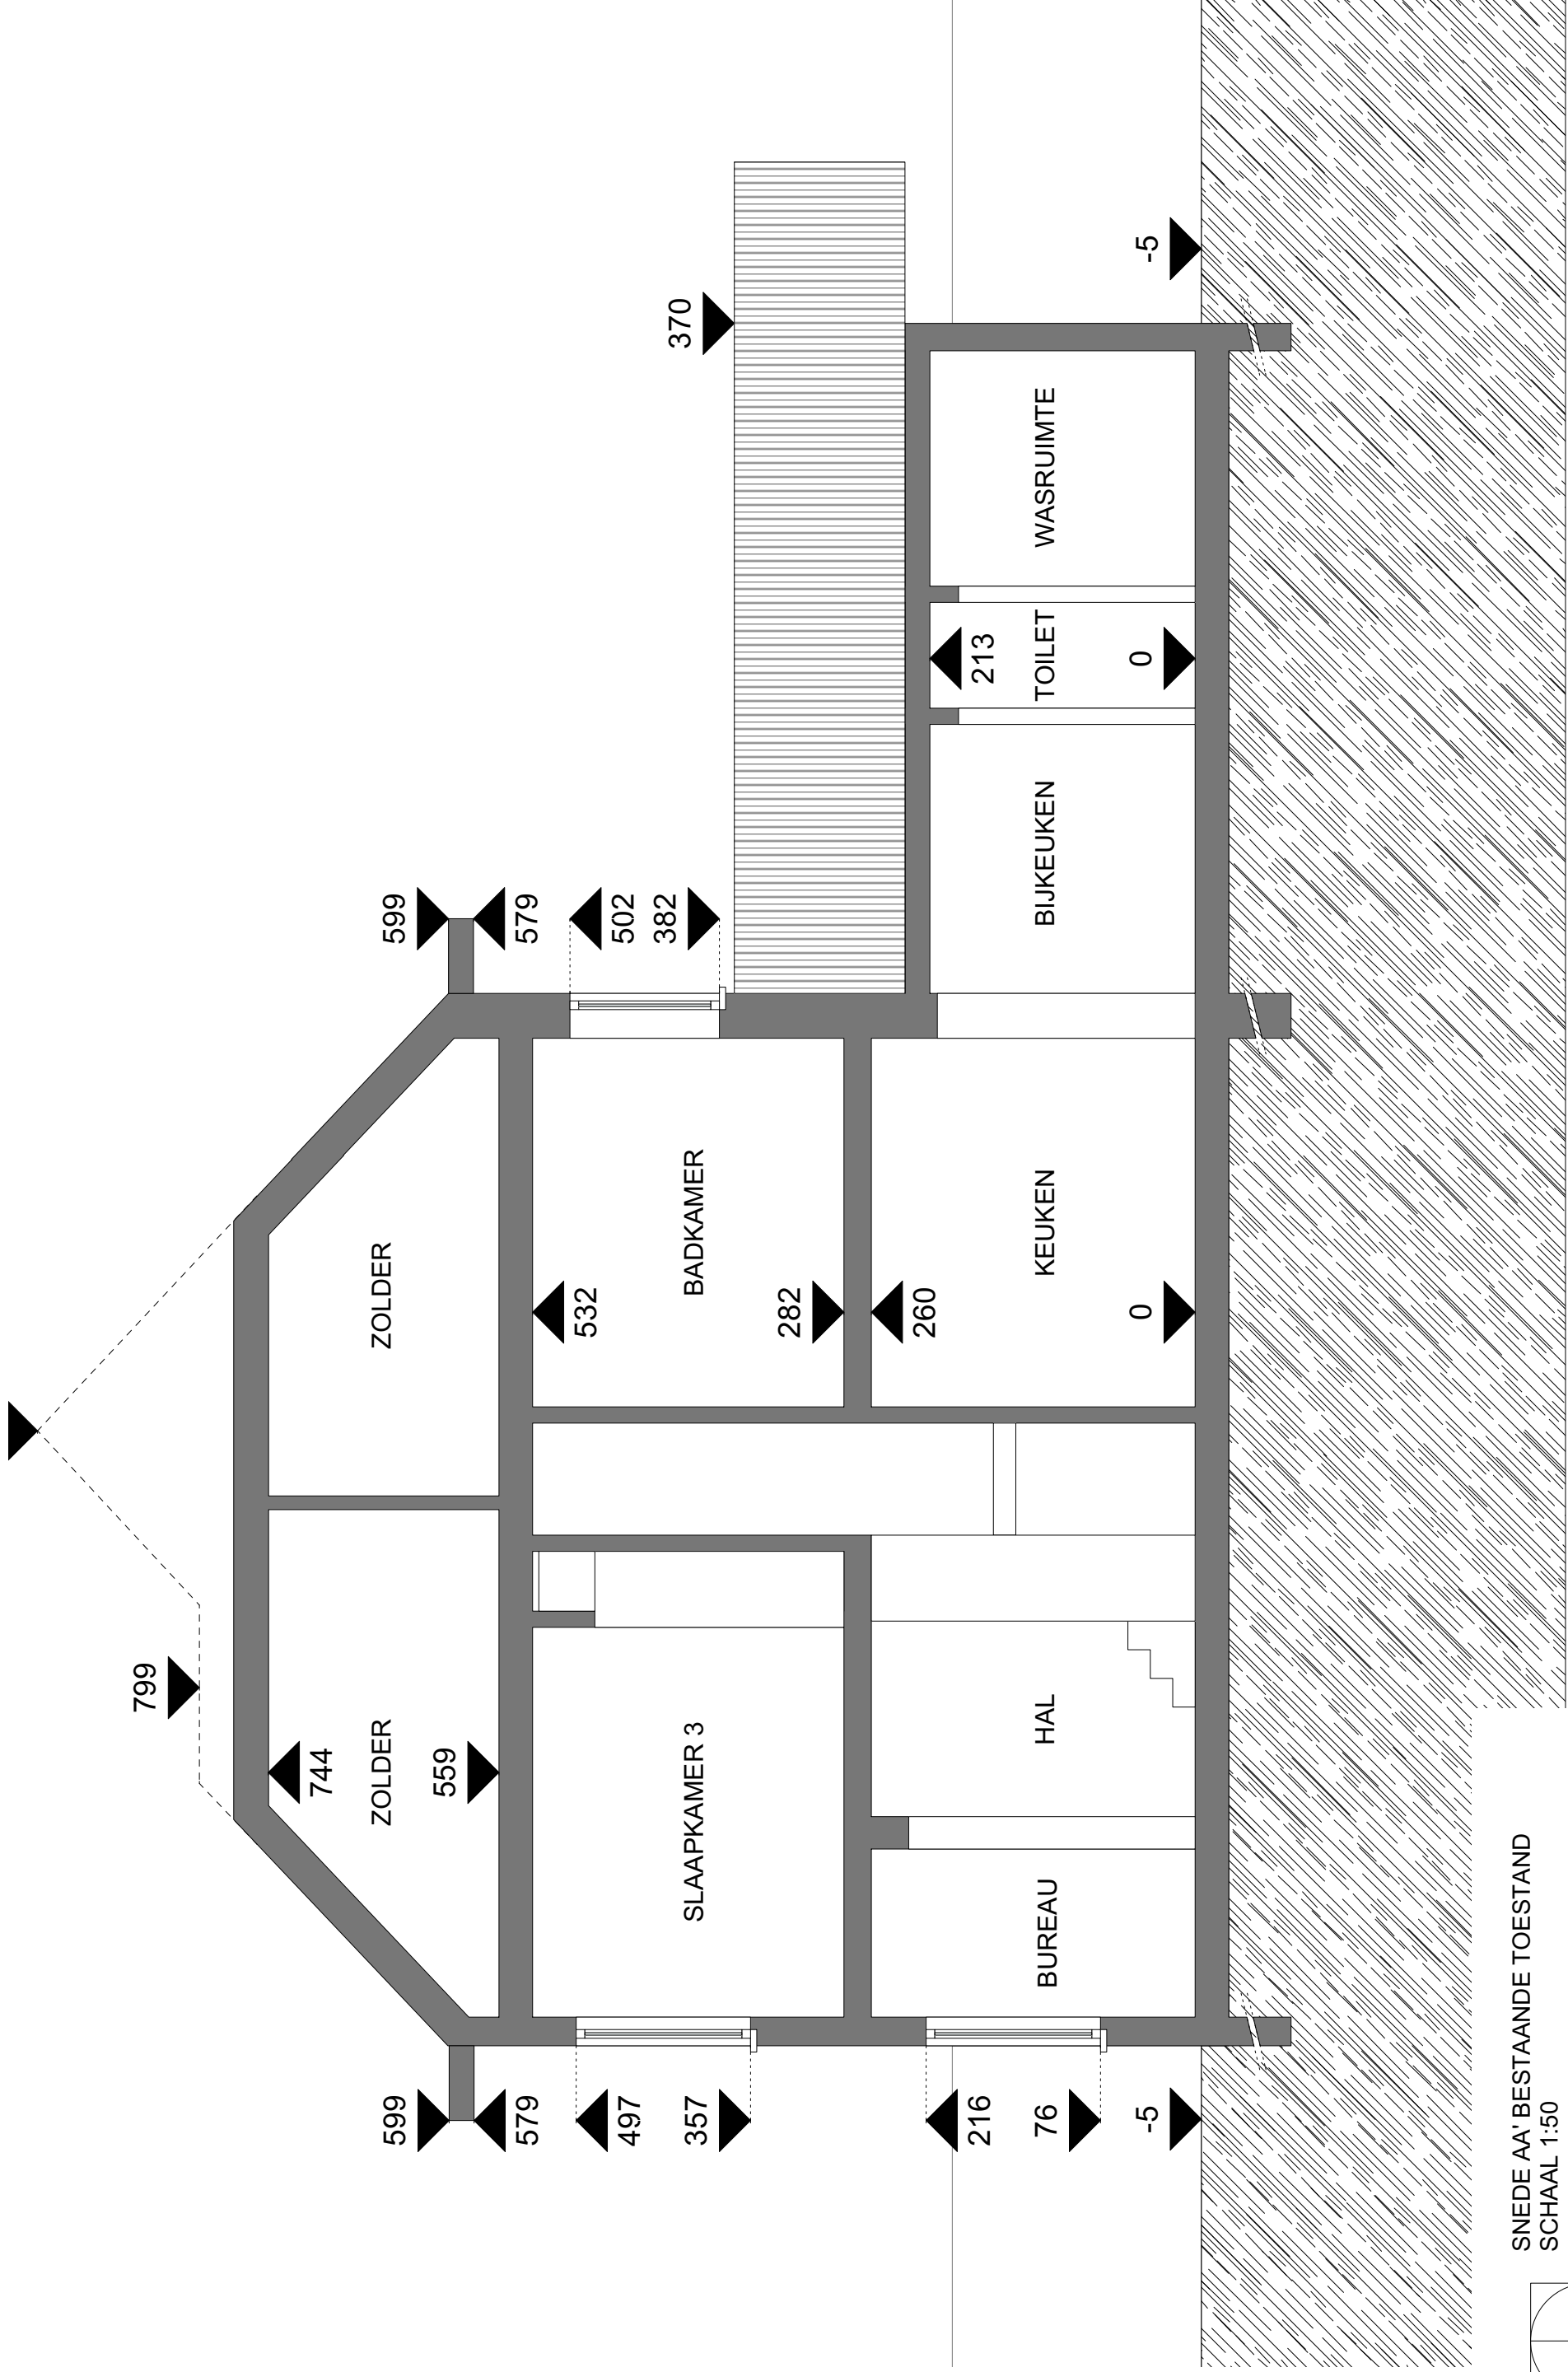 799
599
599
744
ZOLDER
ZOLDER
559
579
579
497
532
502
SLAAPKAMER 3
BADKAMER
382
370
357
282
216
260
213
BUREAU
HAL
KEUKEN
BIJKEUKEN
TOILET
WASRUIMTE
76
-5
0
0
-5
SNEDE AA' BESTAANDE TOESTAND
SCHAAL 1:50